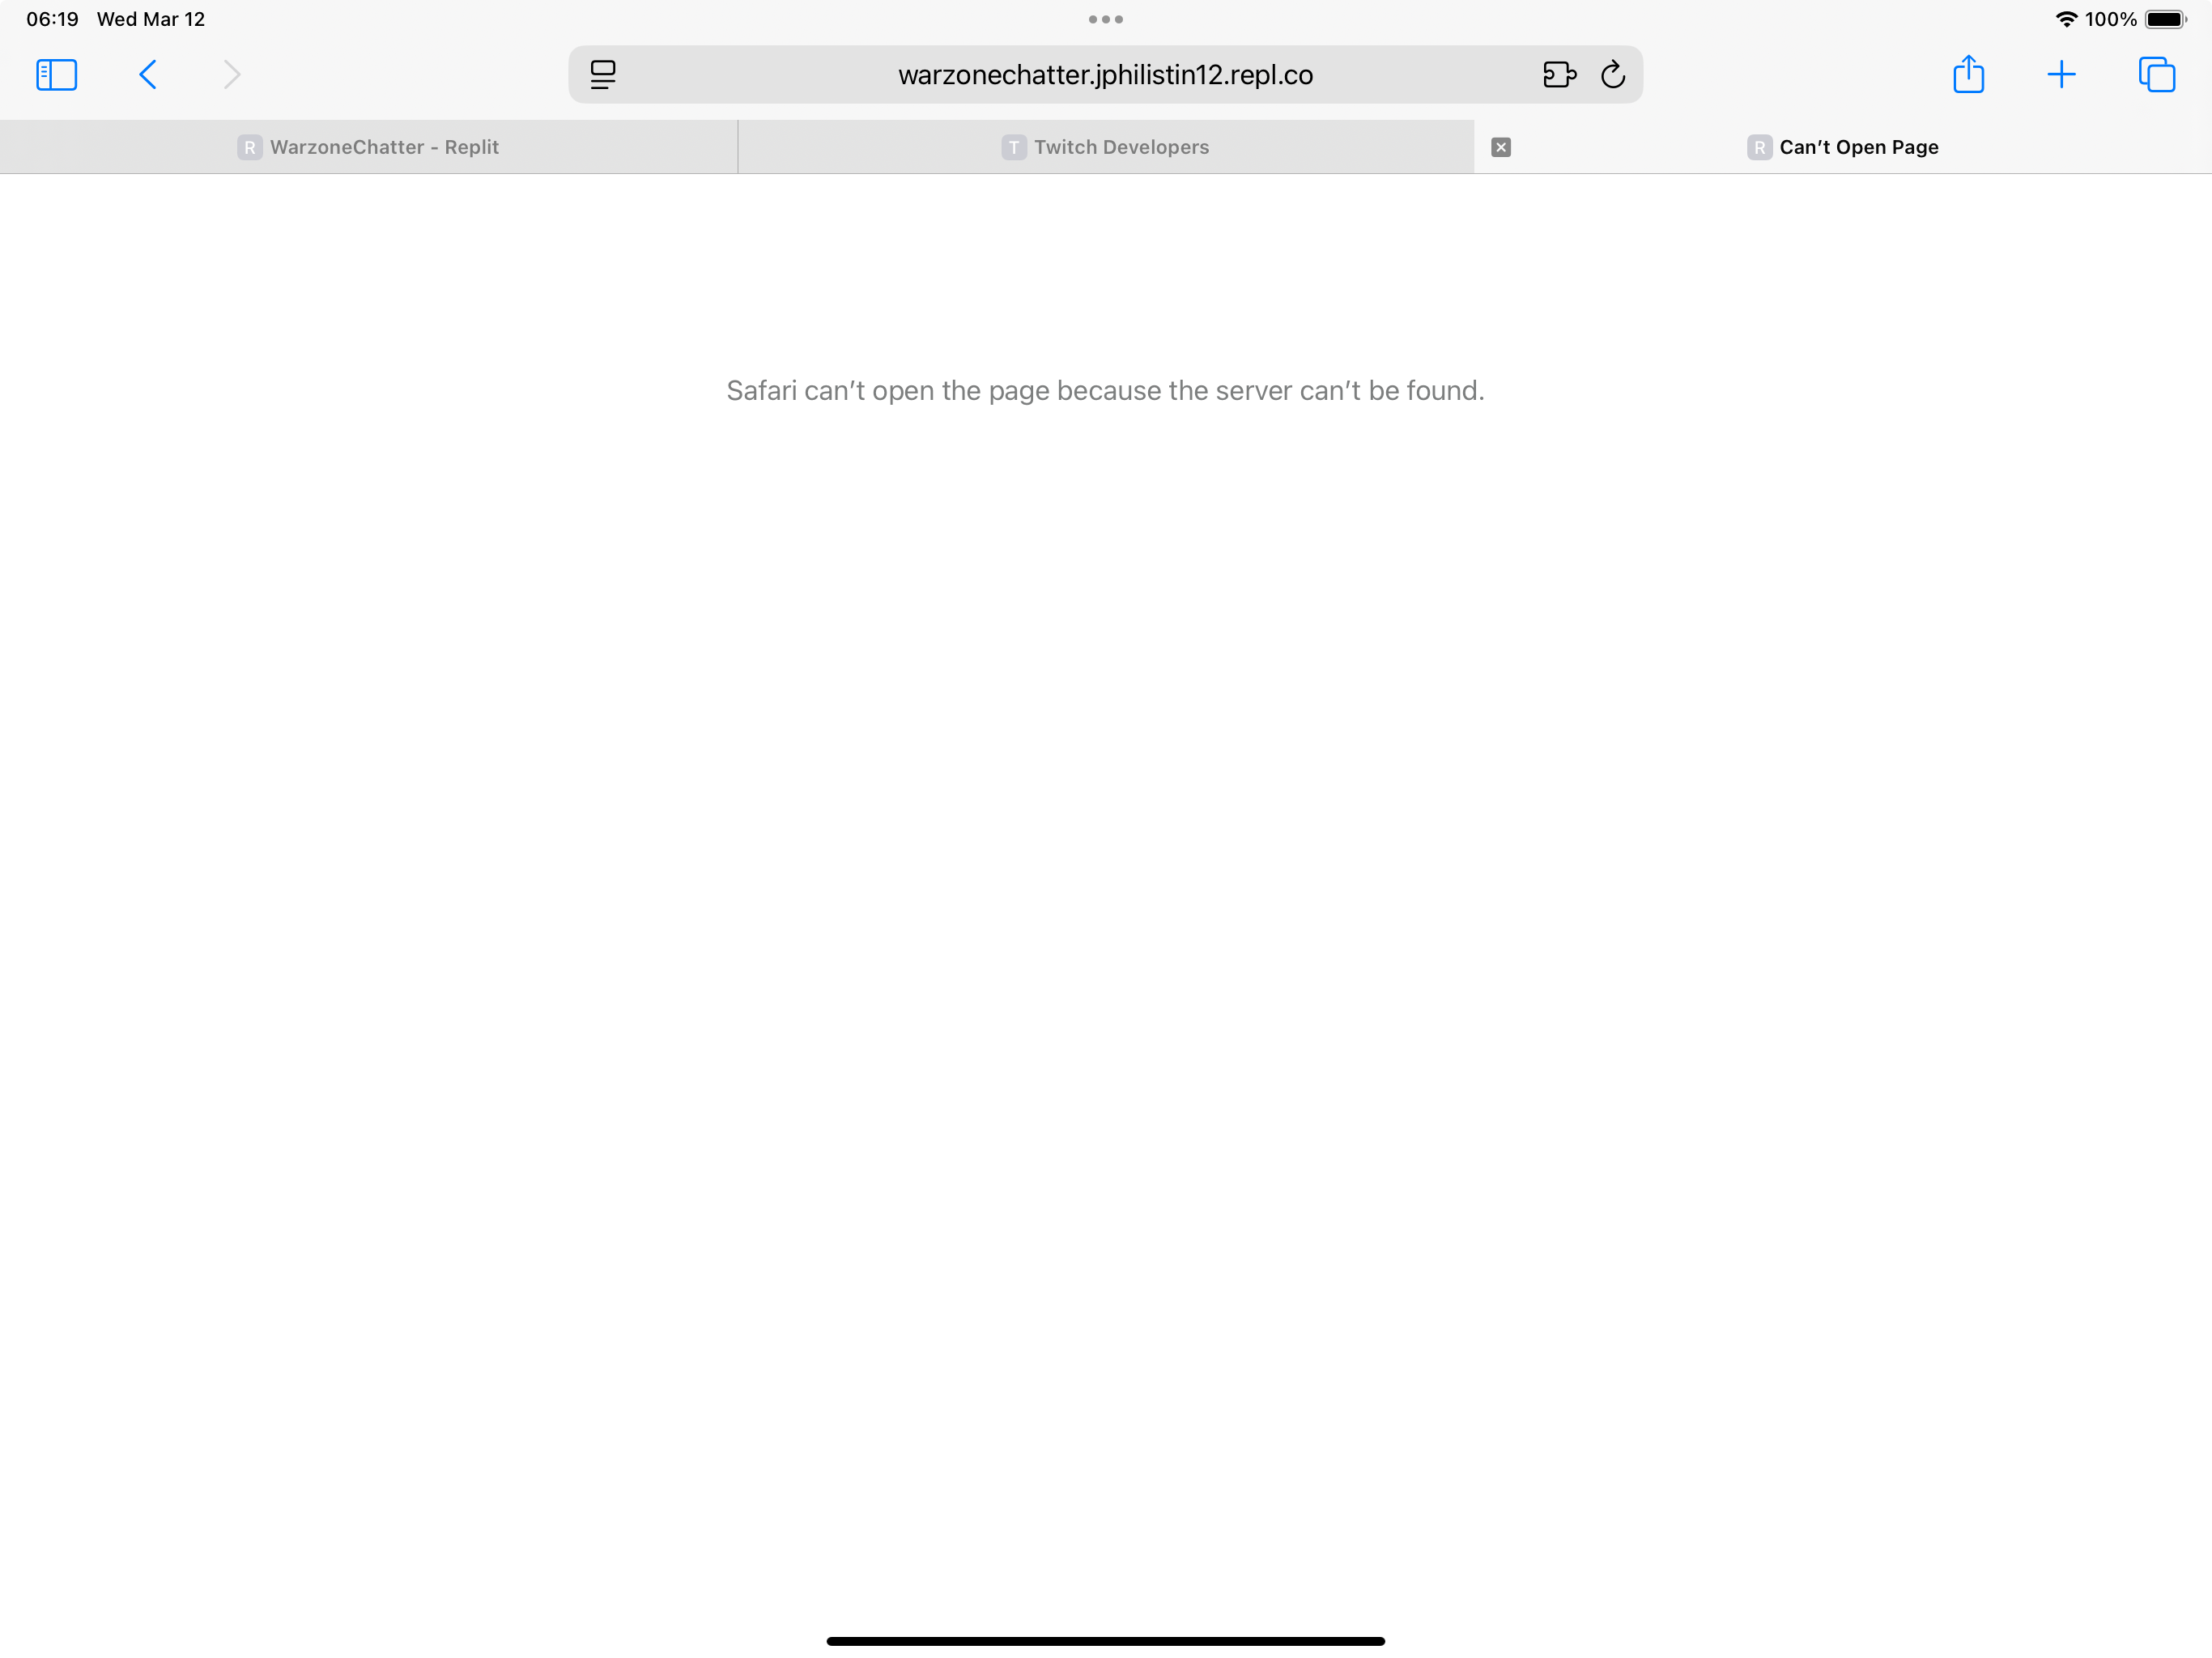 06:19 Wed Mar 12
100%
warzonechatter.jphilistin12.repl.co
R WarzoneChatter - Replit
T Twitch Developers
R Can’t Open Page
Safari can’t open the page because the server can’t be found.